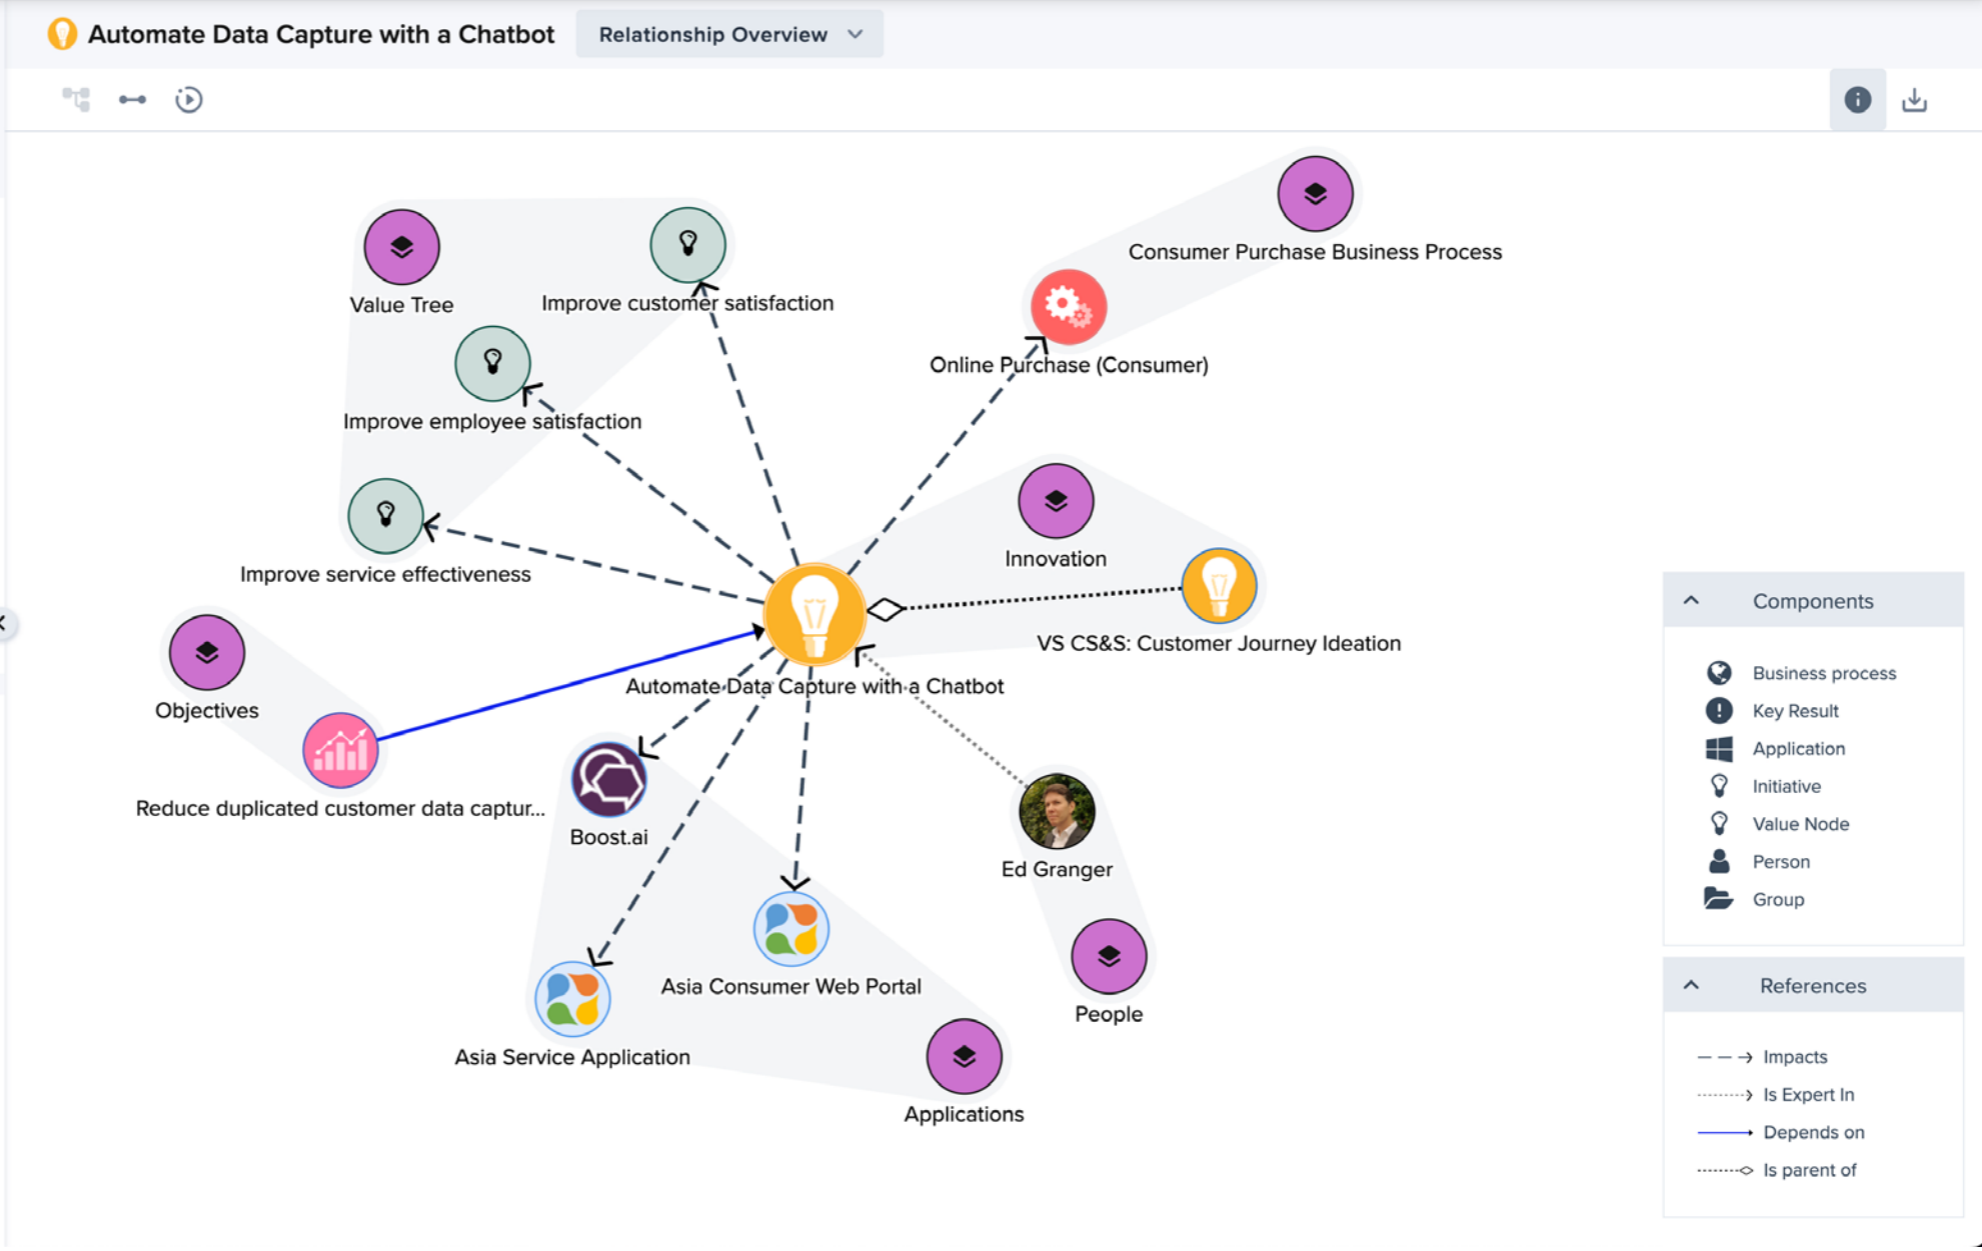 Automate Data Capture with a Chatbot
Relationship Overview
Consumer Purchase Business Process
Value Tree
Improve customer satisfaction
Online Purchase (Consumer)
Improve employee satisfaction
Innovation
Improve service effectiveness
VS CS&S: Customer Journey Ideation
Automate Data Capture with a Chatbot
Objectives
Reduce duplicated customer data captur...
Boost.ai
Ed Granger
Asia Consumer Web Portal
People
Asia Service Application
Applications
Components
Business process
Key Result
Application
Initiative
Value Node
Person
Group
References
Impacts
Is Expert In
Depends on
Is parent of